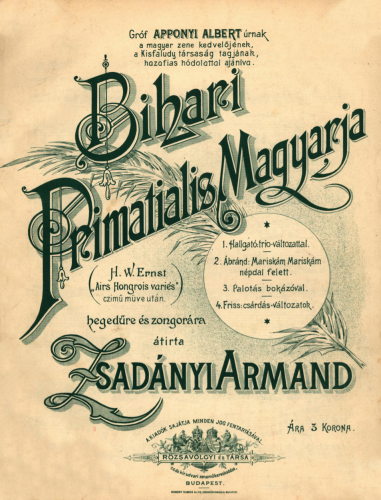 Gróf APPONYI ALBERT úrnak
a magyar zene kedvelőjének,
a Kisfaludy társaság tagjának,
hazafias hódolattal ajánlva.
Bihari
Primatialis Magyarja
H. W. Ernst
("Airs Hongrois variés"
czimű műve után.
hegedűre és zongorára
átirta
ZSADÁNYI ARMAND
1. Hallgató.trio-változattal.
2. Ábránd: Mariskám Mariskám
népdal felett.
3. Palotás bokázóval.
4. Friss: csárdás-változatok.
A KIADÓK SAJÁTJA MINDEN JOG FENTARTÁSÁVAL.
RÓZSAVÖLGYI ÉS TÁRSA
BUDAPEST.
Ára 3 Korona.